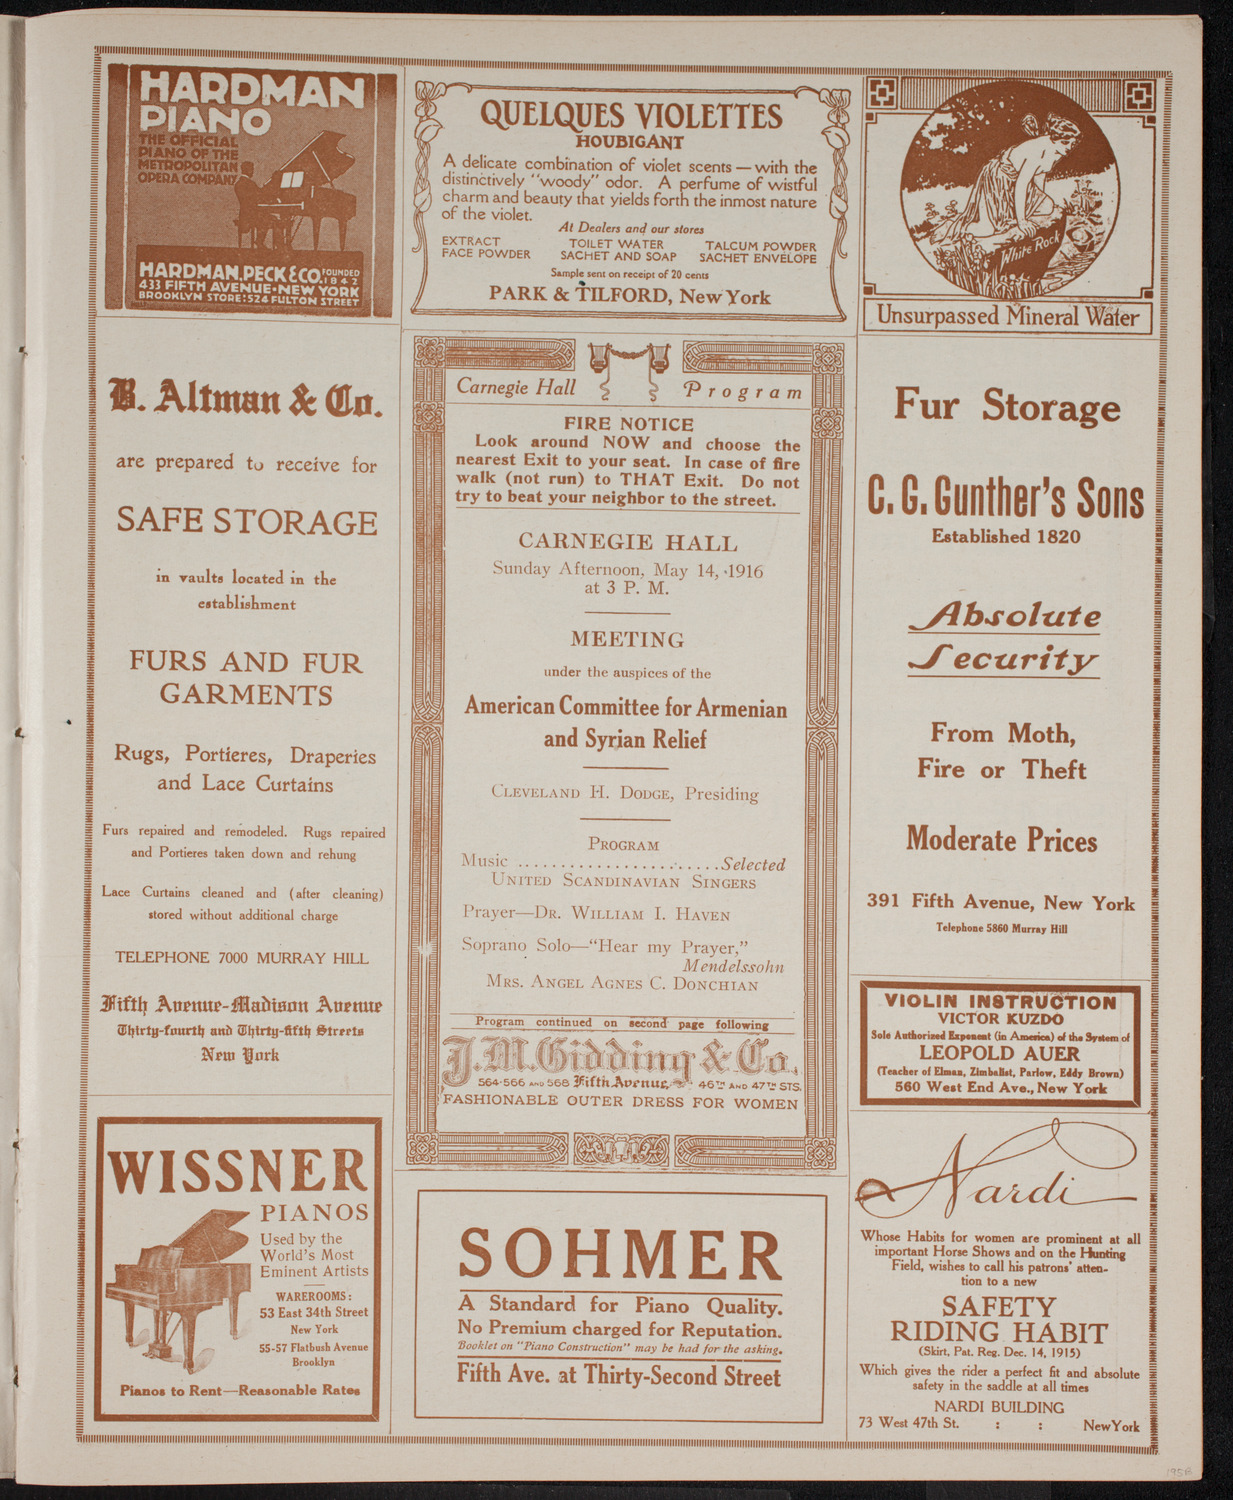 HARDMAN
PIANO
THE OFFICIAL
PIANO OF THE
METROPOLITAN
OPERA COMPANY
HARDMAN, PECK & CO. FOUNDED 1842
433 FIFTH AVENUE·NEW YORK
BROOKLYN STORE:524 FULTON STREET
B. Altman & Co.
are prepared to receive for
SAFE STORAGE
in vaults located in the
establishment
FURS AND FUR
GARMENTS
Rugs, Portieres, Draperies
and Lace Curtains
Furs repaired and remodeled. Rugs repaired
and Portieres taken down and rehung
Lace Curtains cleaned and (after cleaning)
stored without additional charge
TELEPHONE 7000 MURRAY HILL
Fifth Avenue-Madison Avenue
Thirty-fourth and Thirty-fifth Streets
New York
WISSNER
PIANOS
Used by the
World's Most
Eminent Artists
WAREROOMS:
53 East 34th Street
New York
55-57 Flatbush Avenue
Brooklyn
Pianos to Rent—Reasonable Rates
QUELQUES VIOLETTES
HOUBIGANT
A delicate combination of violet scents—with the
distinctively "woody" odor. A perfume of wistful
charm and beauty that yields forth the inmost nature
of the violet.
At Dealers and our stores
EXTRACT TOILET WATER TALCUM POWDER
FACE POWDER SACHET AND SOAP SACHET ENVELOPE
Sample sent on receipt of 20 cents
PARK & TILFORD, New York
Carnegie Hall Program
FIRE NOTICE
Look around NOW and choose the
nearest Exit to your seat. In case of fire
walk (not run) to THAT Exit. Do not
try to beat your neighbor to the street.
CARNEGIE HALL
Sunday Afternoon, May 14, 1916
at 3 P. M.
MEETING
under the auspices of the
American Committee for Armenian
and Syrian Relief
CLEVELAND H. DODGE, Presiding
PROGRAM
Music ........................Selected
UNITED SCANDINAVIAN SINGERS
Prayer—DR. WILLIAM I. HAVEN
Soprano Solo—"Hear my Prayer,"
Mendelssohn
MRS. ANGEL AGNES C. DONCHIAN
Program continued on second page following
J. M. Gidding & Co.
564-566 AND 568 Fifth Avenue, 46TH AND 47TH STS.
FASHIONABLE OUTER DRESS FOR WOMEN
SOHMER
A Standard for Piano Quality.
No Premium charged for Reputation.
Booklet on "Piano Construction" may be had for the asking.
Fifth Ave. at Thirty-Second Street
White Rock
Unsurpassed Mineral Water
Fur Storage
C. G. Gunther's Sons
Established 1820
Absolute
Security
From Moth,
Fire or Theft
Moderate Prices
391 Fifth Avenue, New York
Telephone 5860 Murray Hill
VIOLIN INSTRUCTION
VICTOR KUZDO
Sole Authorized Exponent (in America) of the System of
LEOPOLD AUER
(Teacher of Elman, Zimbalist, Parlow, Eddy Brown)
560 West End Ave., New York
Nardi
Whose Habits for women are prominent at all
important Horse Shows and on the Hunting
Field, wishes to call his patrons' atten-
tion to a new
SAFETY
RIDING HABIT
(Skirt, Pat. Reg. Dec. 14, 1915)
Which gives the rider a perfect fit and absolute
safety in the saddle at all times
NARDI BUILDING
73 West 47th St. : : New York